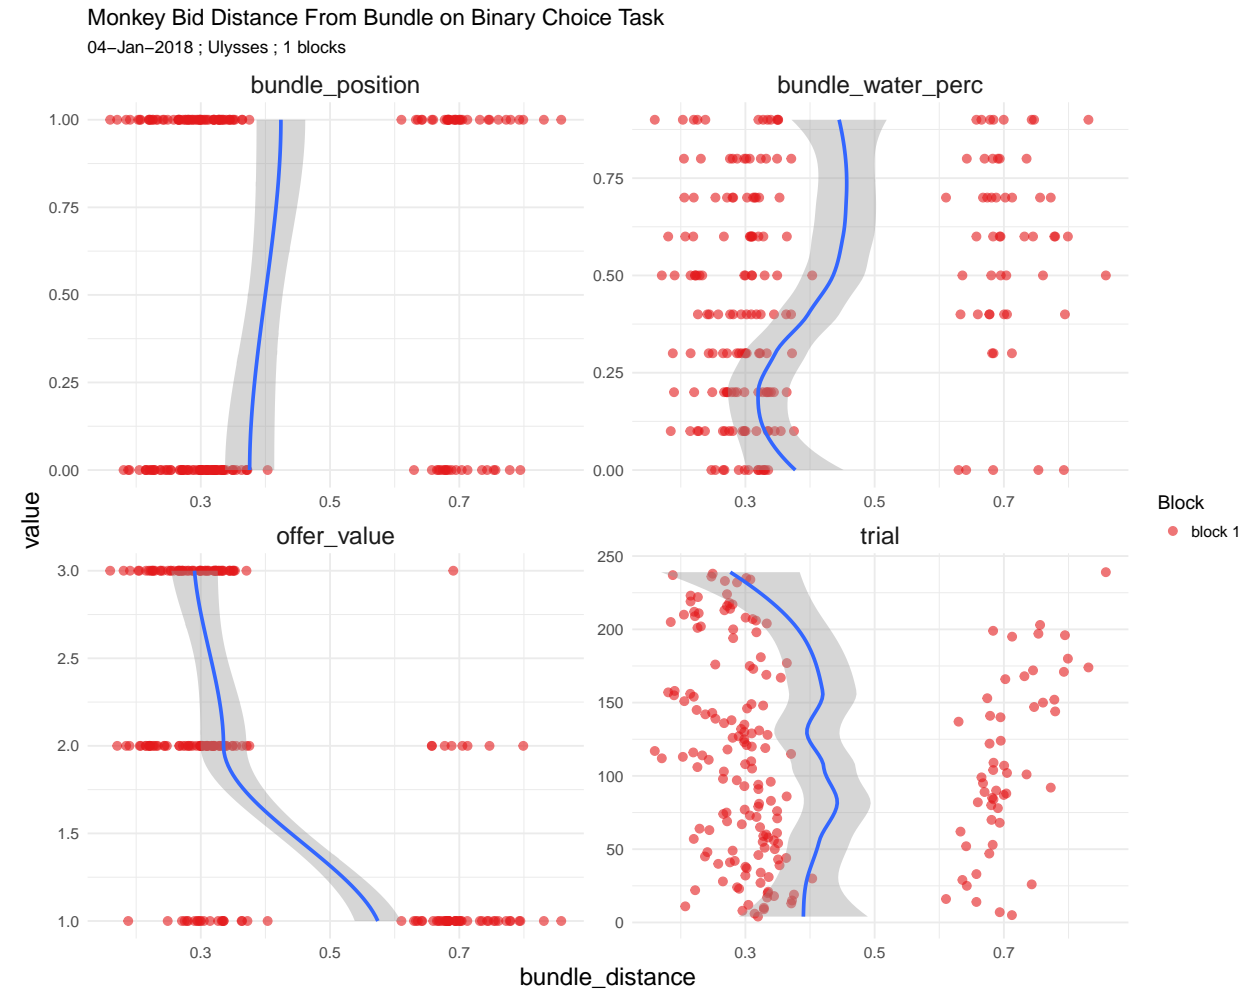 Monkey Bid Distance From Bundle on Binary Choice Task
04−Jan−2018 ; Ulysses ; 1 blocks
bundle_position
bundle_water_perc
1.00
0.75
0.50
0.25
0.00
0.75
0.50
0.25
0.00
0.3 0.5 0.7
0.3 0.5 0.7
value
offer_value
trial
3.0
2.5
2.0
1.5
1.0
250
200
150
100
50
0
0.3 0.5 0.7
0.3 0.5 0.7
bundle_distance
Block
block 1